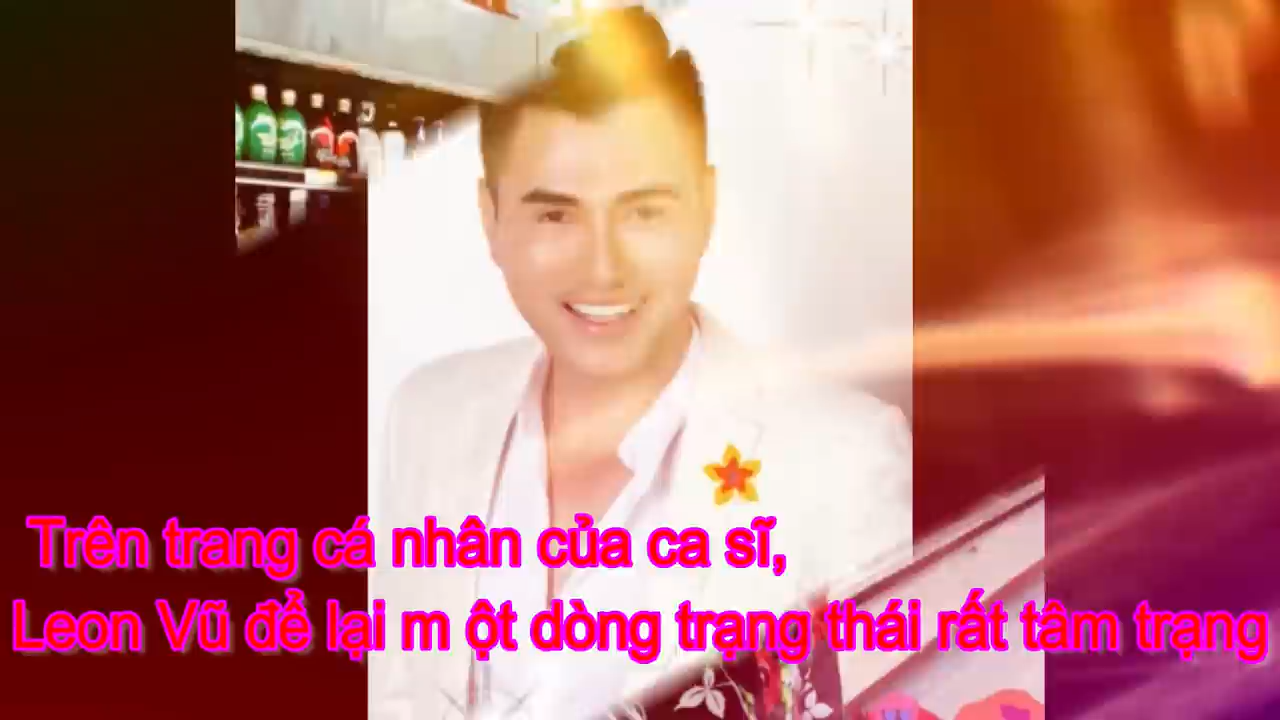 Trên trang cá nhân của ca sĩ,
Leon Vũ để lại m ột dòng trạng thái rất tâm trạng